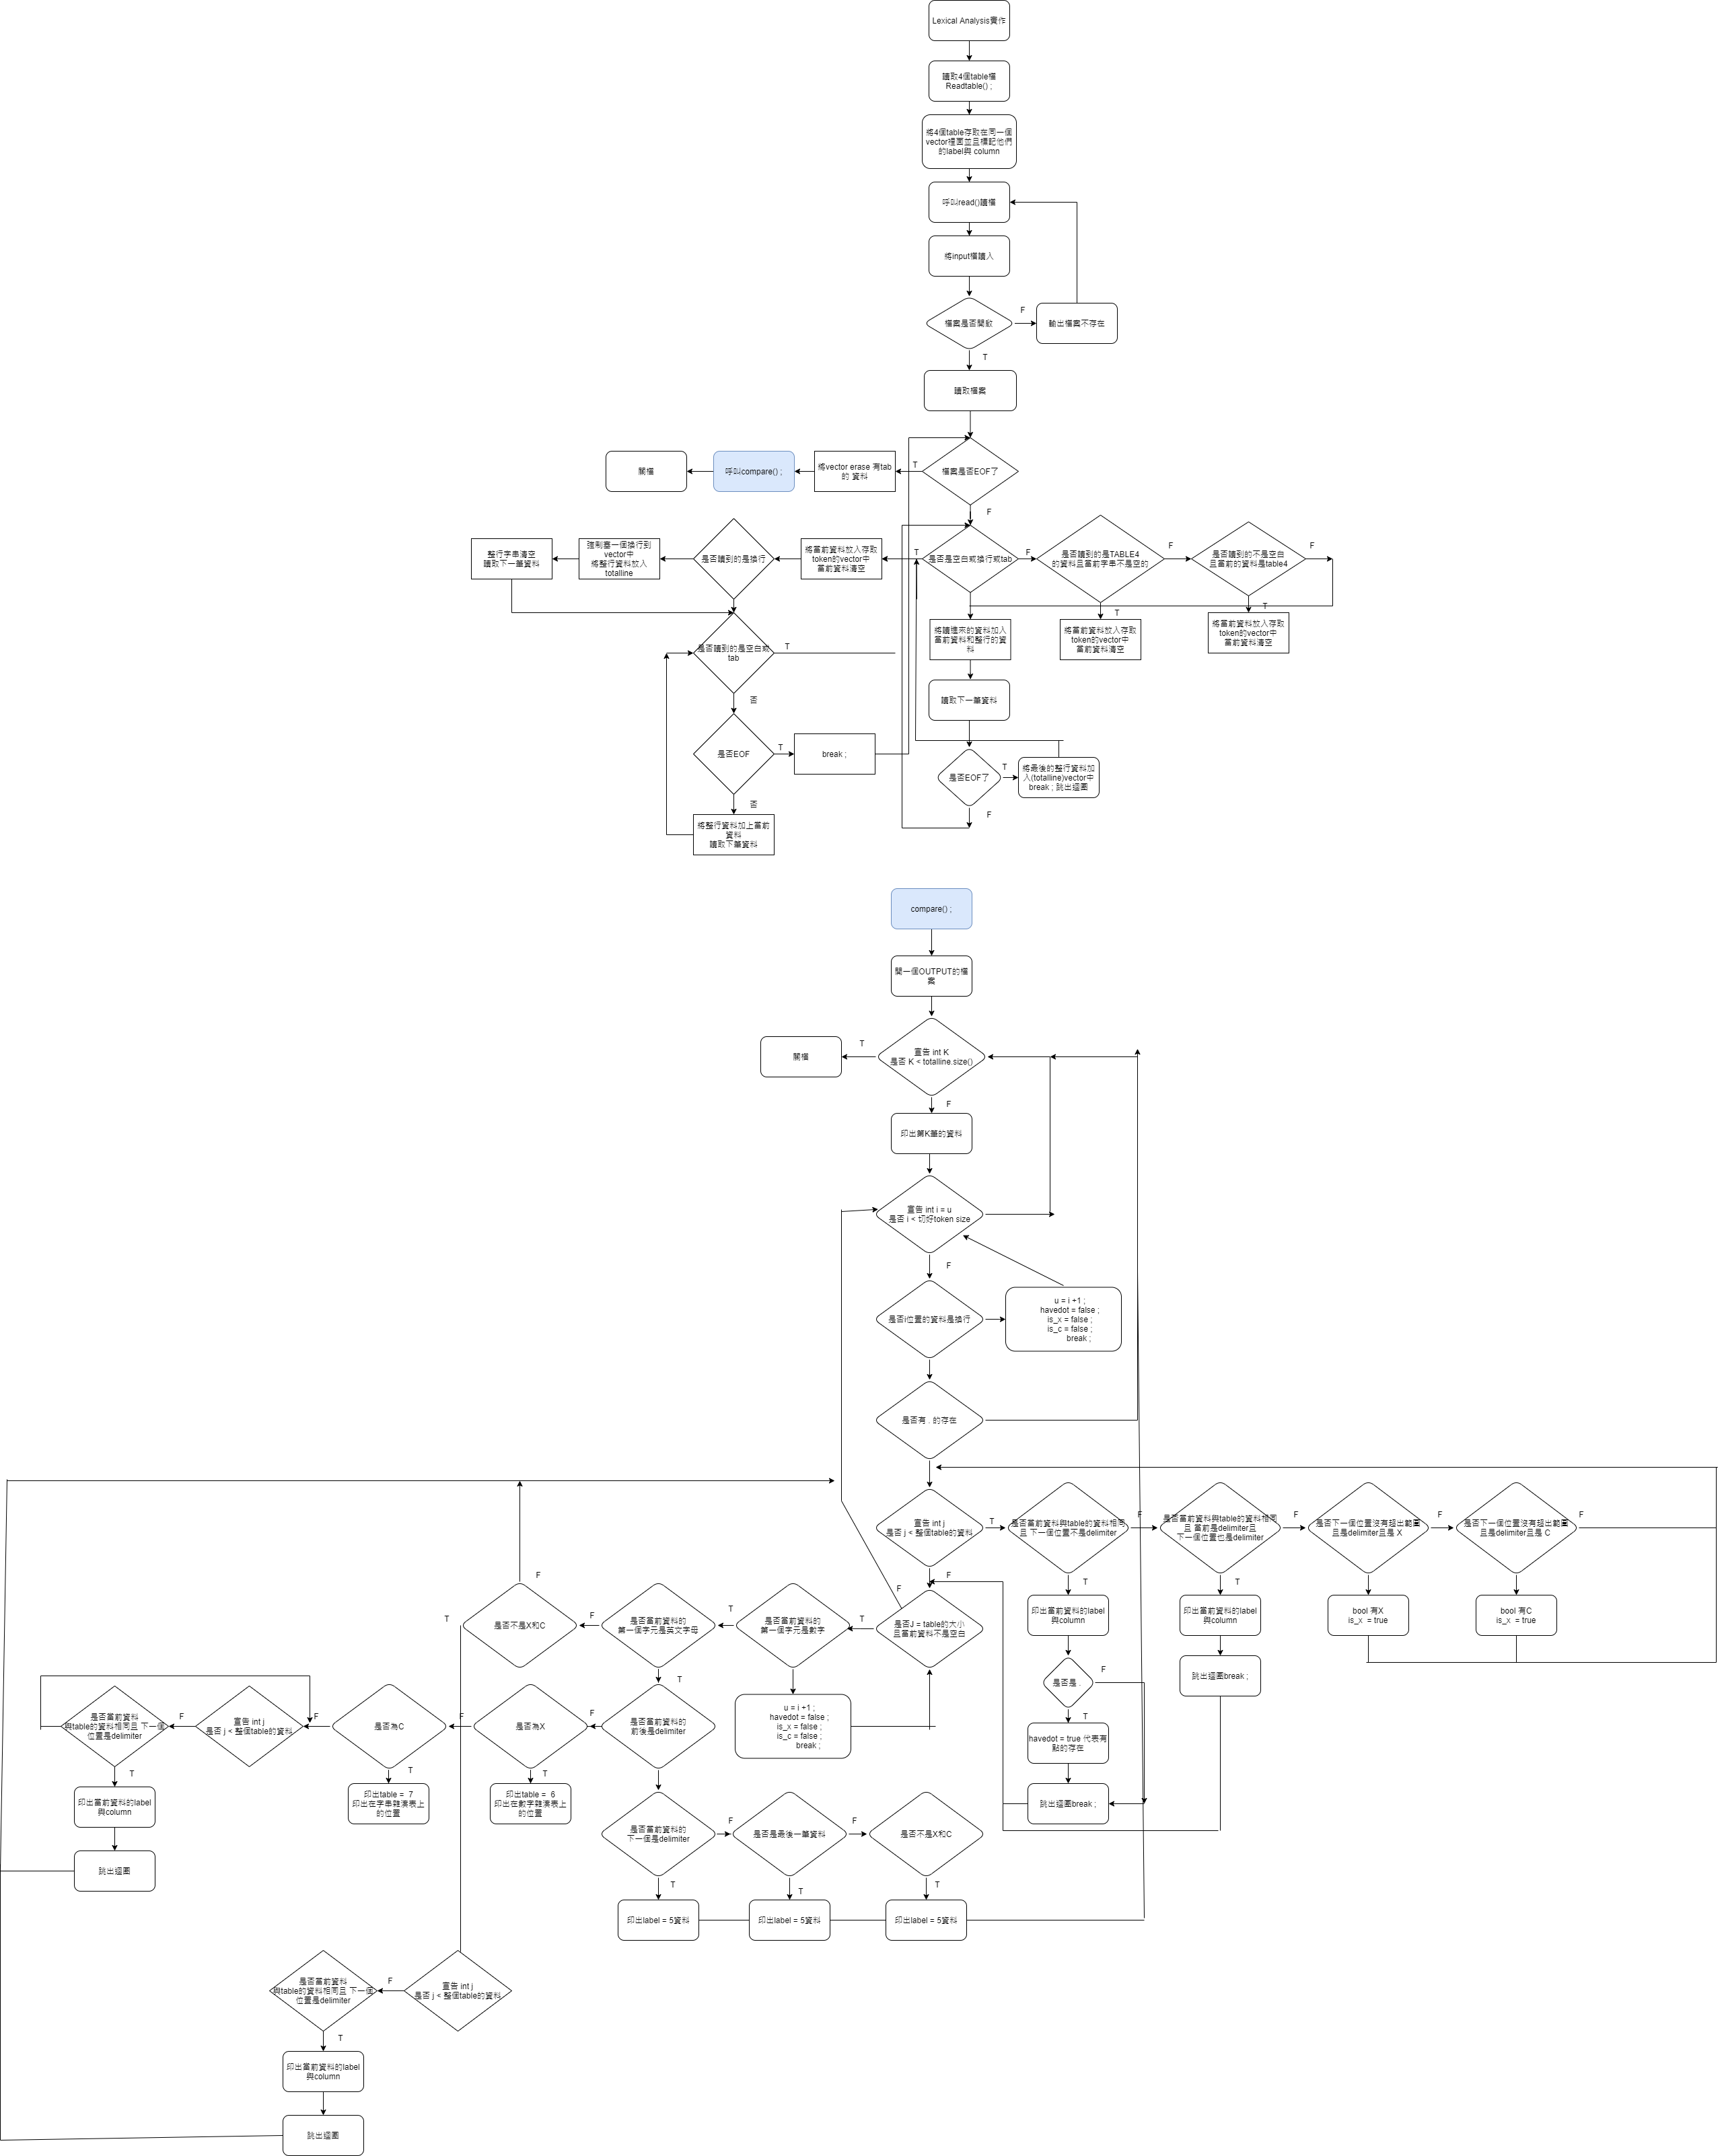 Lexical Analysis實作
讀取4個table檔
Readtable() ;
將4個table存取在同一個
vector裡面並且標記他們
的label與 column
呼叫read()讀檔
將input檔讀入
檔案是否開啟
F
輸出檔案不存在
T
讀取檔案
關檔
呼叫compare() ;
將vector erase 有tab
的 資料
T
檔案是否EOF了
F
整行字串清空
讀取下一筆資料
強制塞一個換行到
vector中
將整行資料放入
totalline
是否讀到的是換行
將當前資料放入存取
token的vector中
當前資料清空
T
是否是空白或換行或tab
F
是否讀到的是TABLE4
的資料且當前字串不是空的
F
是否讀到的不是空白
且當前的資料是table4
F
T
T
是否讀到的是空白或
tab
T
將讀進來的資料加入
當前資料和整行的資
料
將當前資料放入存取
token的vector中
當前資料清空
將當前資料放入存取
token的vector中
當前資料清空
否
讀取下一筆資料
是否EOF
T
break ;
是否EOF了
T
將最後的整行資料加
入(totalline)vector中
break ; 跳出迴圈
否
F
將整行資料加上當前
資料
讀取下筆資料
compare() ;
開一個OUTPUT的檔
案
關檔
T
宣告 int K
是否 K < totalline.size()
F
印出第K筆的資料
宣告 int i = u
是否 i < 切好token size
F
是否i位置的資料是換行
u = i +1 ;
havedot = false ;
is_x = false ;
is_c = false ;
break ;
是否有 . 的存在
宣告 int j
是否 j < 整個table的資料
T
是否當前資料與table的資料相同
且 下一個位置不是delimiter
F
是否當前資料與table的資料相同
且 當前是delimiter且
下一個位置也是delimiter
F
是否下一個位置沒有超出範圍
且是delimiter且是 X
F
是否下一個位置沒有超出範圍
且是delimiter且是 C
F
F
F
F
T
T
T
是否不是X和C
F
是否當前資料的
第一個字元是英文字母
T
是否當前資料的
第一個字元是數字
T
是否J = table的大小
且當前資料不是空白
印出當前資料的label
與column
印出當前資料的label
與column
bool 有X
is_x = true
bool 有C
is_x = true
T
是否是 .
F
跳出迴圈break ;
是否當前資料
與table的資料相同且 下一個
位置是delimiter
F
宣告 int j
是否 j < 整個table的資料
F
是否為C
F
是否為X
F
是否當前資料的
前後是delimiter
u = i +1 ;
havedot = false ;
is_x = false ;
is_c = false ;
break ;
T
havedot = true 代表有
點的存在
T
T
T
印出當前資料的label
與column
印出table = 7
印出在字串雜湊表上
的位置
印出table = 6
印出在數字雜湊表上
的位置
跳出迴圈break ;
是否當前資料的
下一個是delimiter
F
是否是最後一筆資料
F
是否不是X和C
跳出迴圈
T
T
T
印出label = 5資料
印出label = 5資料
印出label = 5資料
是否當前資料
與table的資料相同且 下一個
位置是delimiter
F
宣告 int j
是否 j < 整個table的資料
T
印出當前資料的label
與column
跳出迴圈